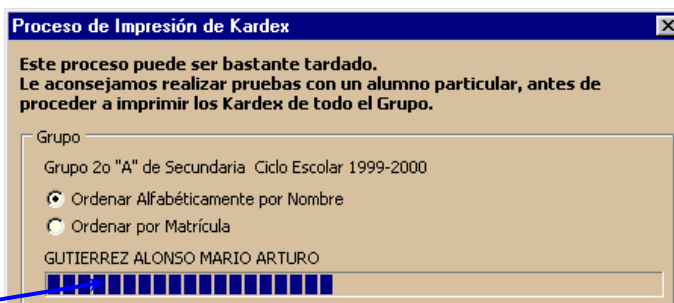 Proceso de Impresión de Kardex
Este proceso puede ser bastante tardado.
Le aconsejamos realizar pruebas con un alumno particular, antes de
proceder a imprimir los Kardex de todo el Grupo.
Grupo
Grupo 2o "A" de Secundaria Ciclo Escolar 1999-2000
Ordenar Alfabéticamente por Nombre
Ordenar por Matrícula
GUTIERREZ ALONSO MARIO ARTURO